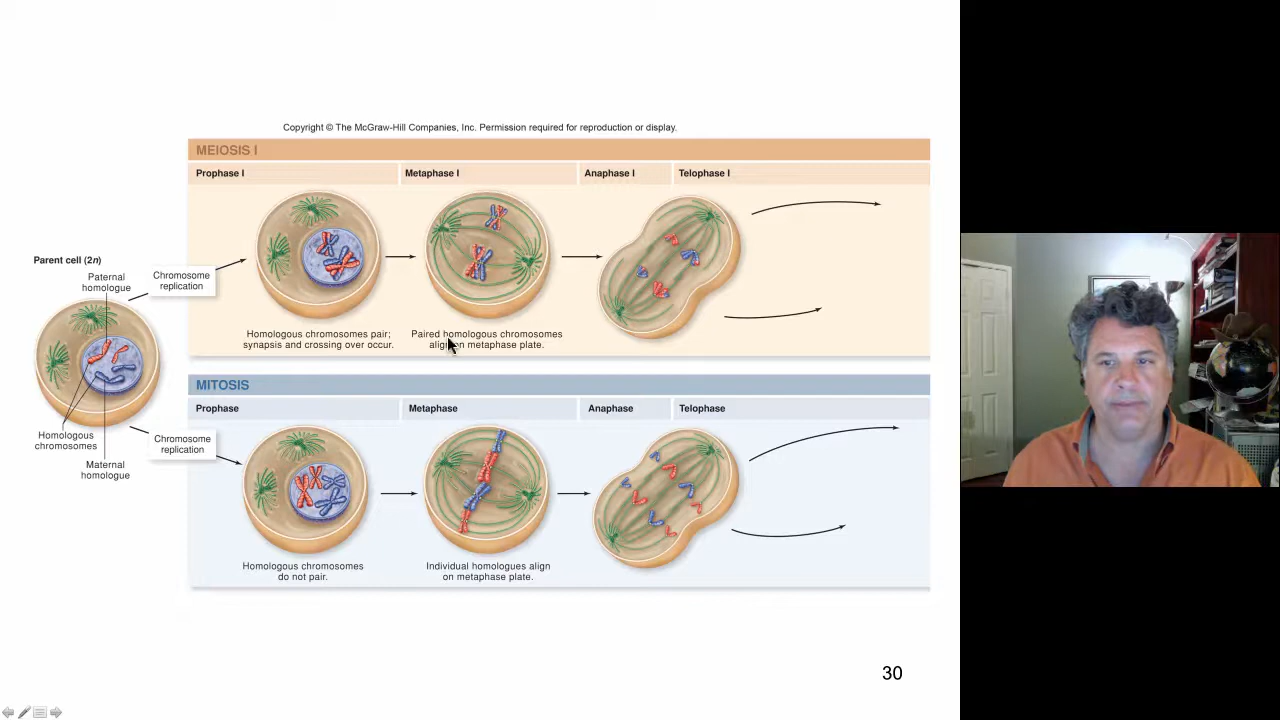 Copyright © The McGraw-Hill Companies, Inc. Permission required for reproduction or display.
MEIOSIS I
Prophase I
Metaphase I
Anaphase I
Telophase I
Parent cell (2n)
Paternal
homologue
Chromosome
replication
Homologous chromosomes pair;
synapsis and crossing over occur.
Paired homologous chromosomes
align on metaphase plate.
MITOSIS
Prophase
Metaphase
Anaphase
Telophase
Homologous
chromosomes
Chromosome
replication
Maternal
homologue
Homologous chromosomes
do not pair.
Individual homologues align
on metaphase plate.
30